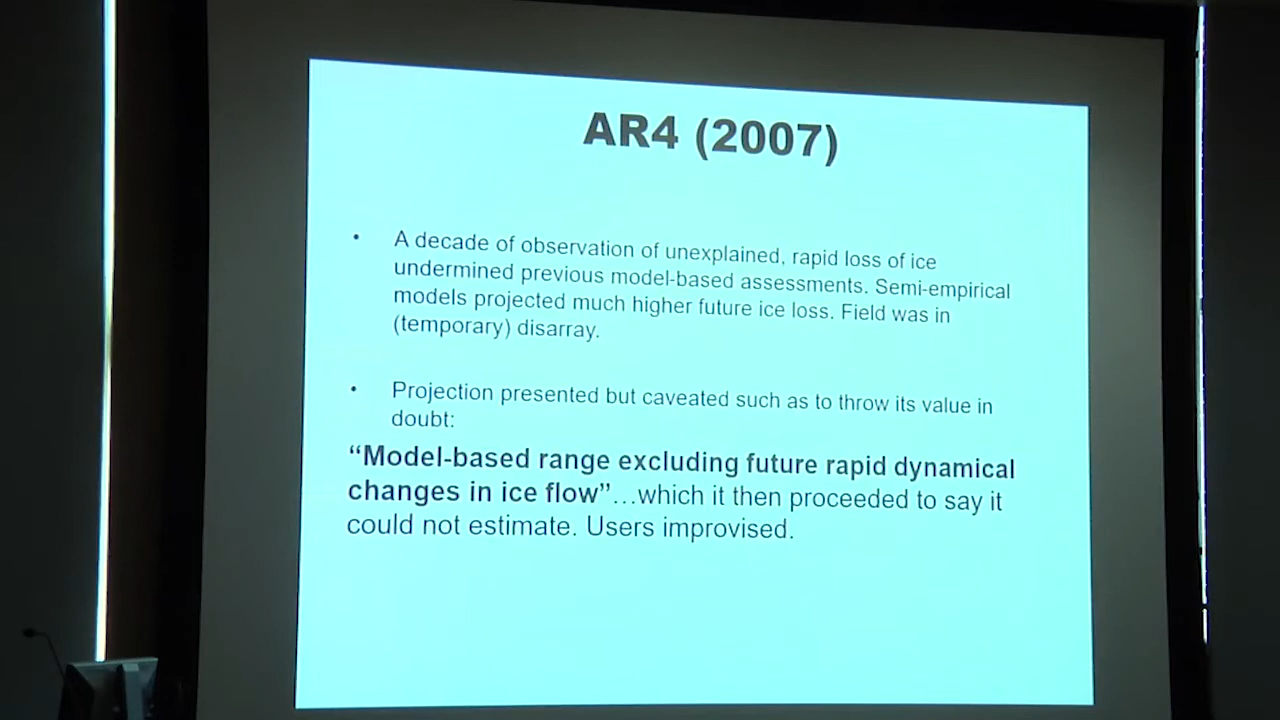 AR4 (2007)
• A decade of observation of unexplained, rapid loss of ice
undermined previous model-based assessments. Semi-empirical
models projected much higher future ice loss. Field was in
(temporary) disarray.
• Projection presented but caveated such as to throw its value in
doubt:
“Model-based range excluding future rapid dynamical
changes in ice flow”…which it then proceeded to say it
could not estimate. Users improvised.